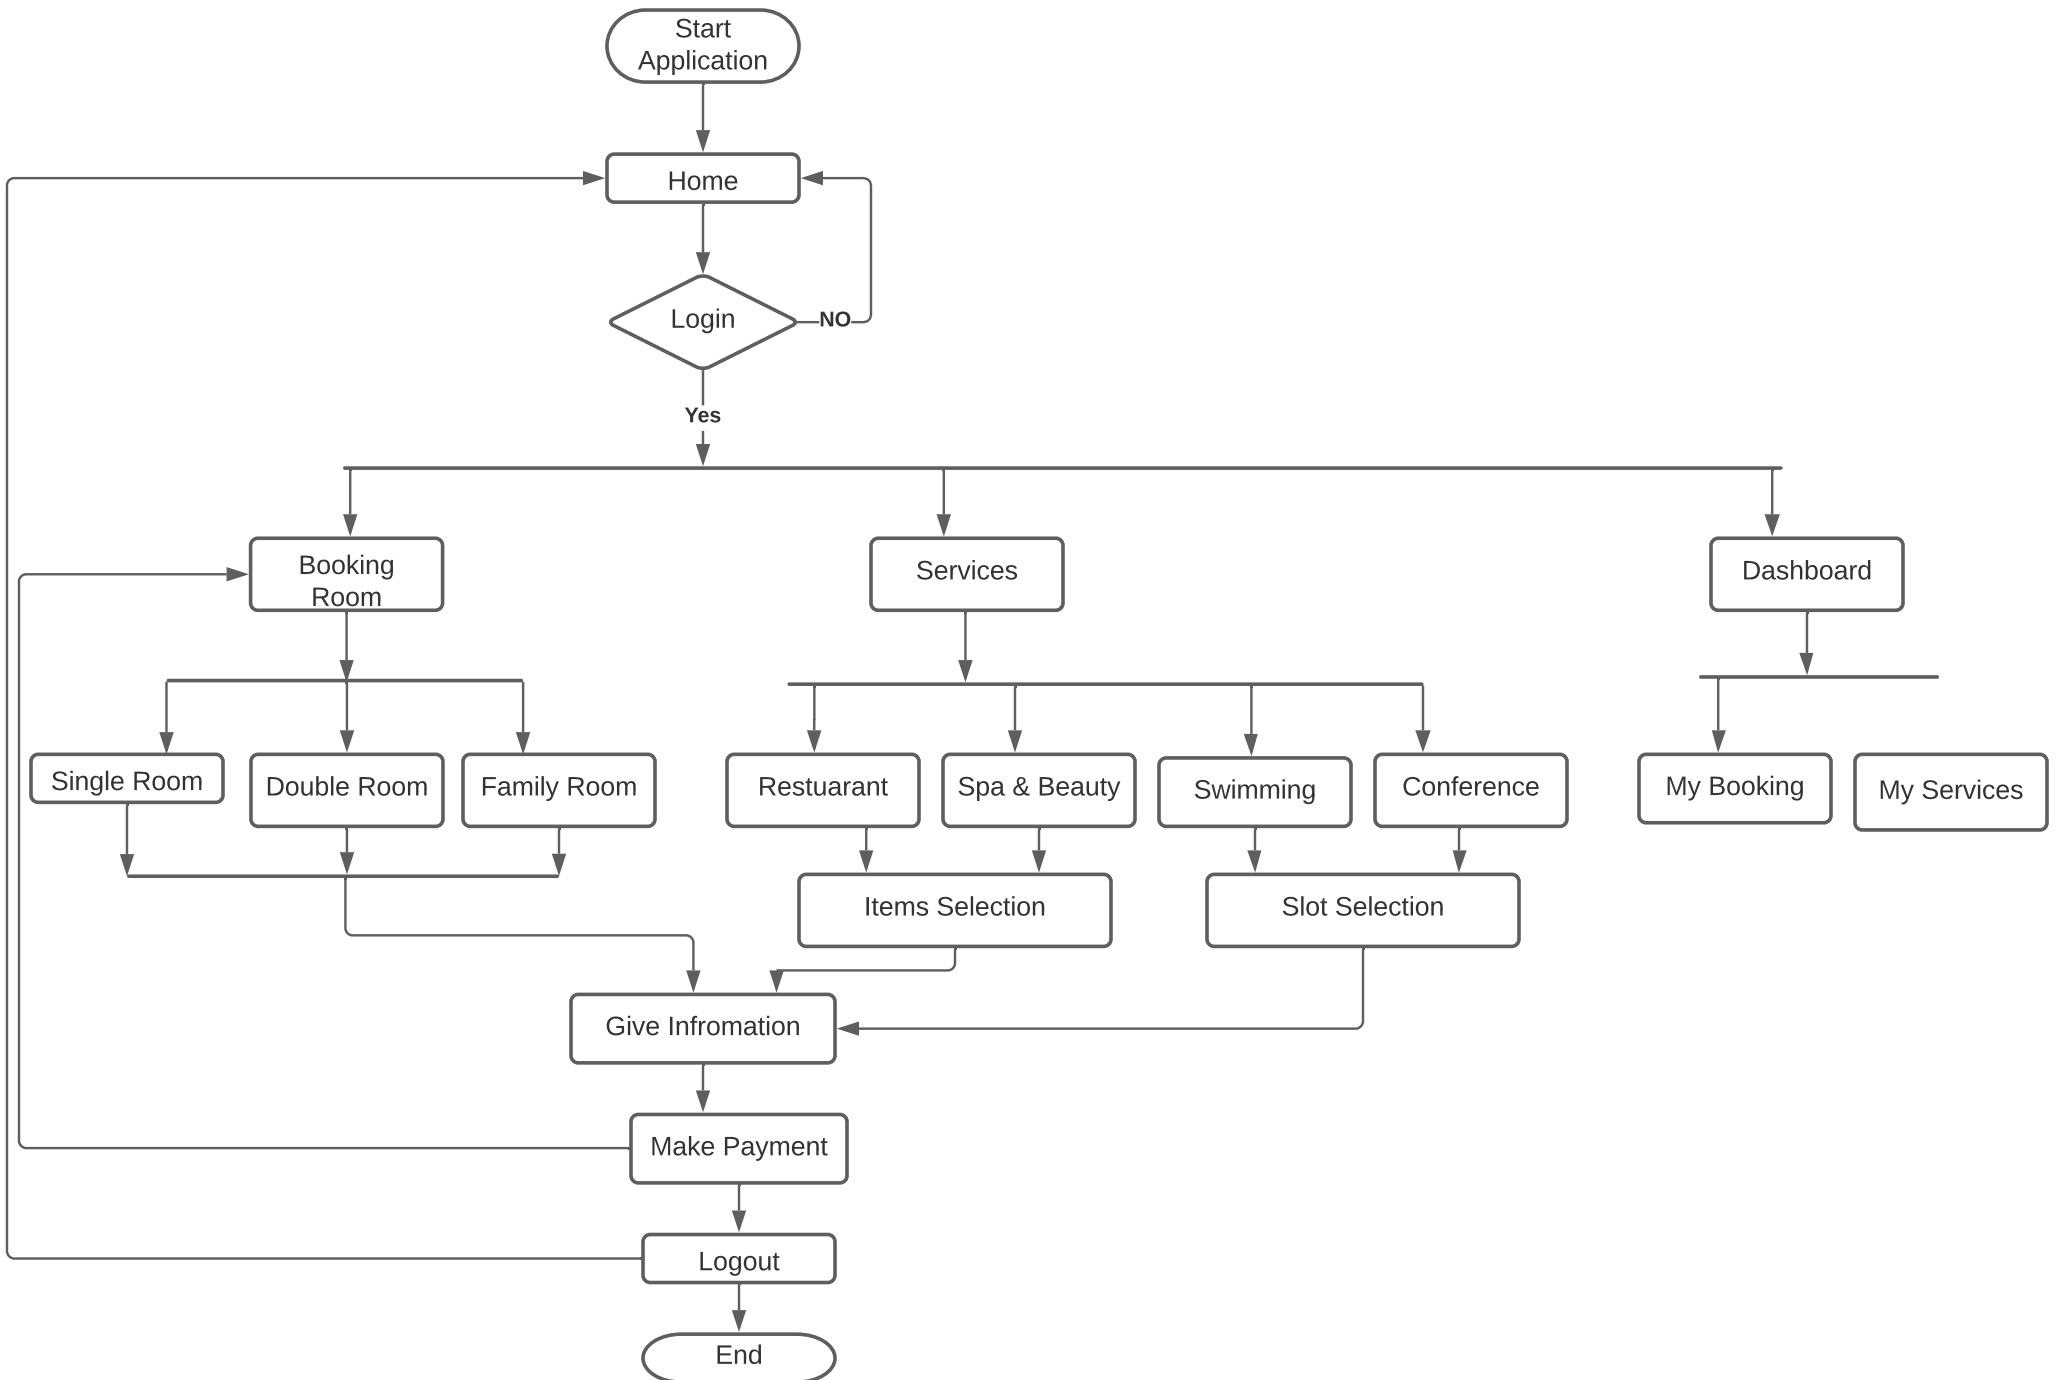 Start
Application
Home
Login
NO
Yes
Booking
Room
Services
Dashboard
Single Room
Double Room
Family Room
Restuarant
Spa & Beauty
Swimming
Conference
My Booking
My Services
Items Selection
Slot Selection
Give Infromation
Make Payment
Logout
End